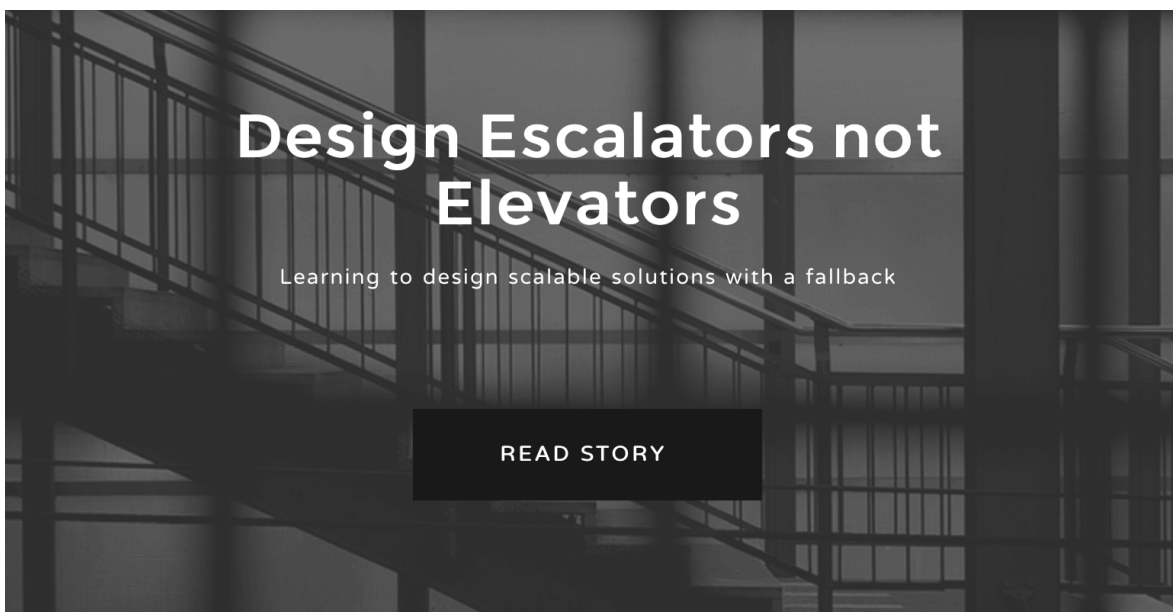 Design Escalators not
Elevators
Learning to design scalable solutions with a fallback
READ STORY